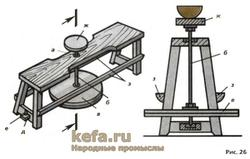 ж
а
з
б
в
е
д
г
kefa.ru
Народные промыслы
Рис. 26